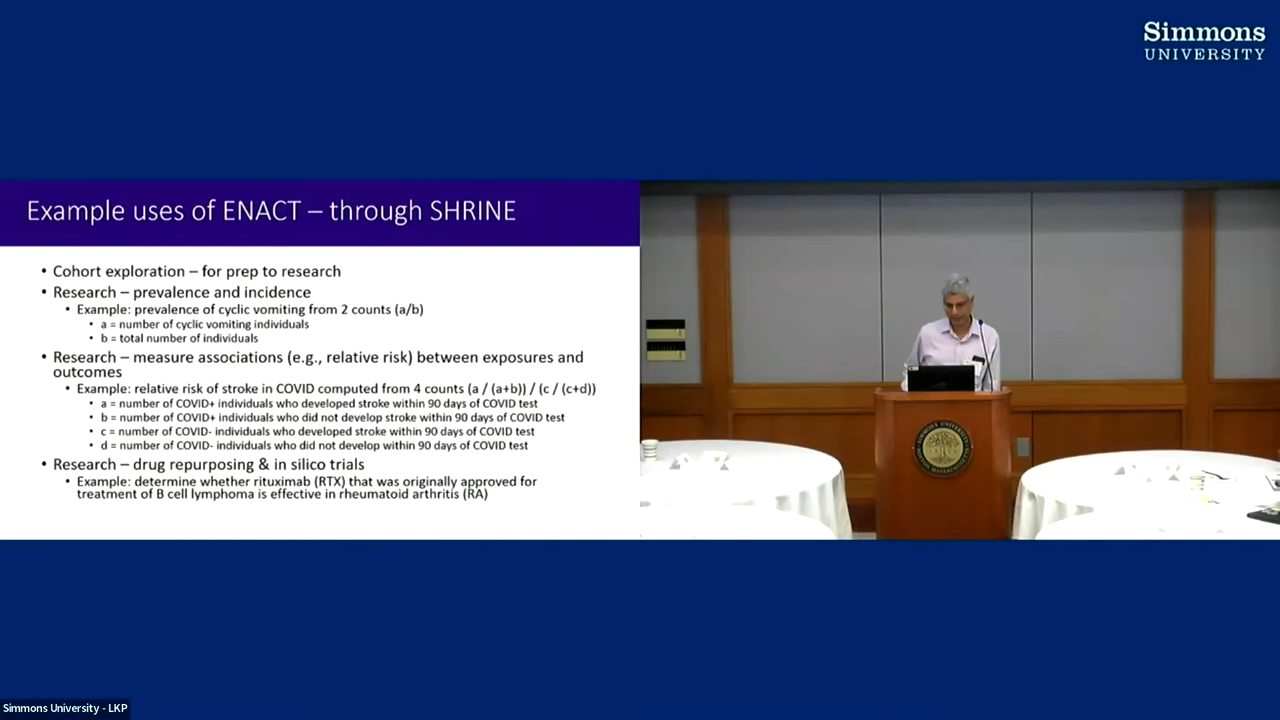 Simmons
UNIVERSITY
Example uses of ENACT – through SHRINE
• Cohort exploration – for prep to research
• Research – prevalence and incidence
• Example: prevalence of cyclic vomiting from 2 counts (a/b)
• a = number of cyclic vomiting individuals
• b = total number of individuals
• Research – measure associations (e.g., relative risk) between exposures and
outcomes
• Example: relative risk of stroke in COVID computed from 4 counts (a / (a+b)) / (c / (c+d))
• a = number of COVID+ individuals who developed stroke within 90 days of COVID test
• b = number of COVID+ individuals who did not develop stroke within 90 days of COVID test
• c = number of COVID- individuals who developed stroke within 90 days of COVID test
• d = number of COVID- individuals who did not develop within 90 days of COVID test
• Research – drug repurposing & in silico trials
• Example: determine whether rituximab (RTX) that was originally approved for
treatment of B cell lymphoma is effective in rheumatoid arthritis (RA)
Simmons University - LKP